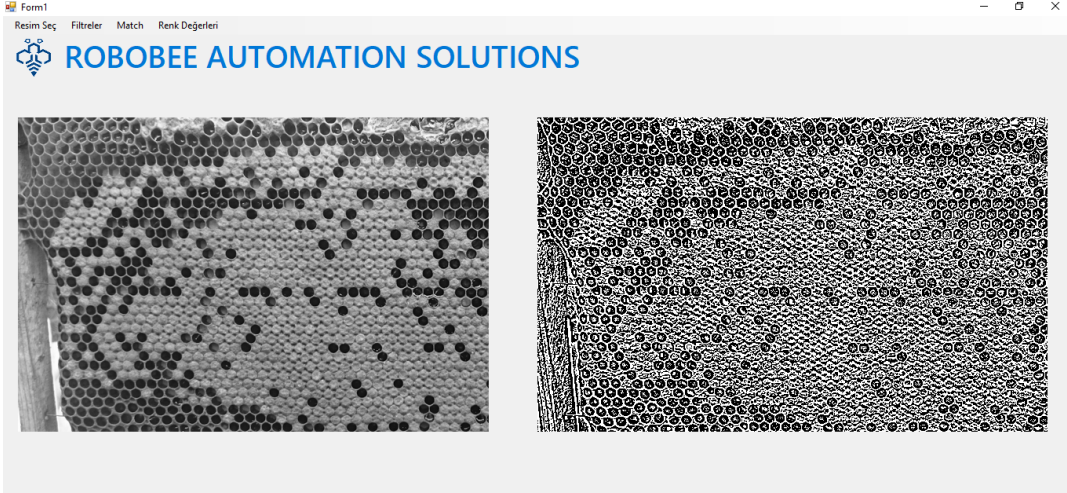 Form1
Resim Seç Filtreler Match Renk Değerleri
ROBOBEE AUTOMATION SOLUTIONS